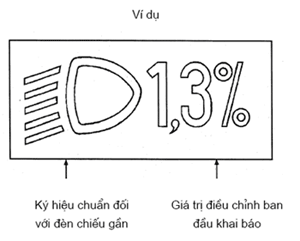 Ví dụ
1,3%
Ký hiệu chuẩn đối
với đèn chiếu gần
Giá trị điều chỉnh ban
đầu khai báo